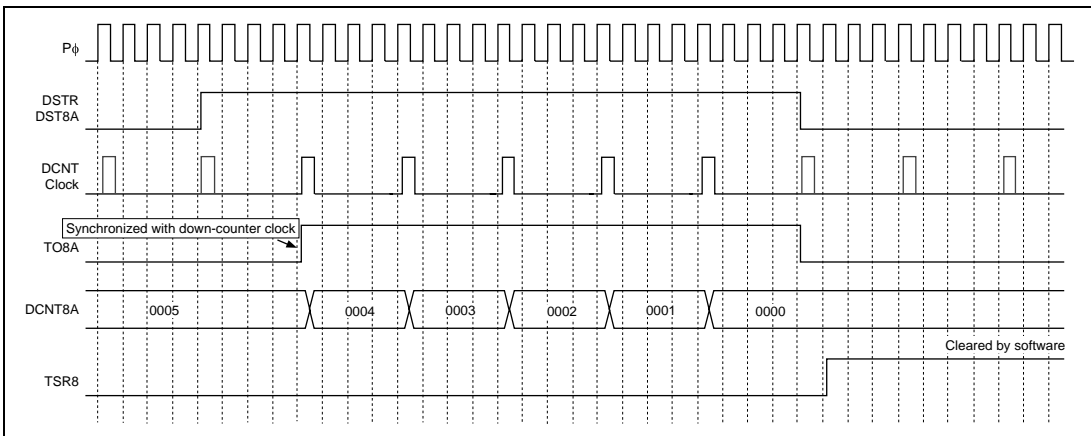 Pϕ
DSTR
DST8A
DCNT
Clock
Synchronized with down-counter clock
TO8A
DCNT8A
0005
0004
0003
0002
0001
0000
Cleared by software
TSR8